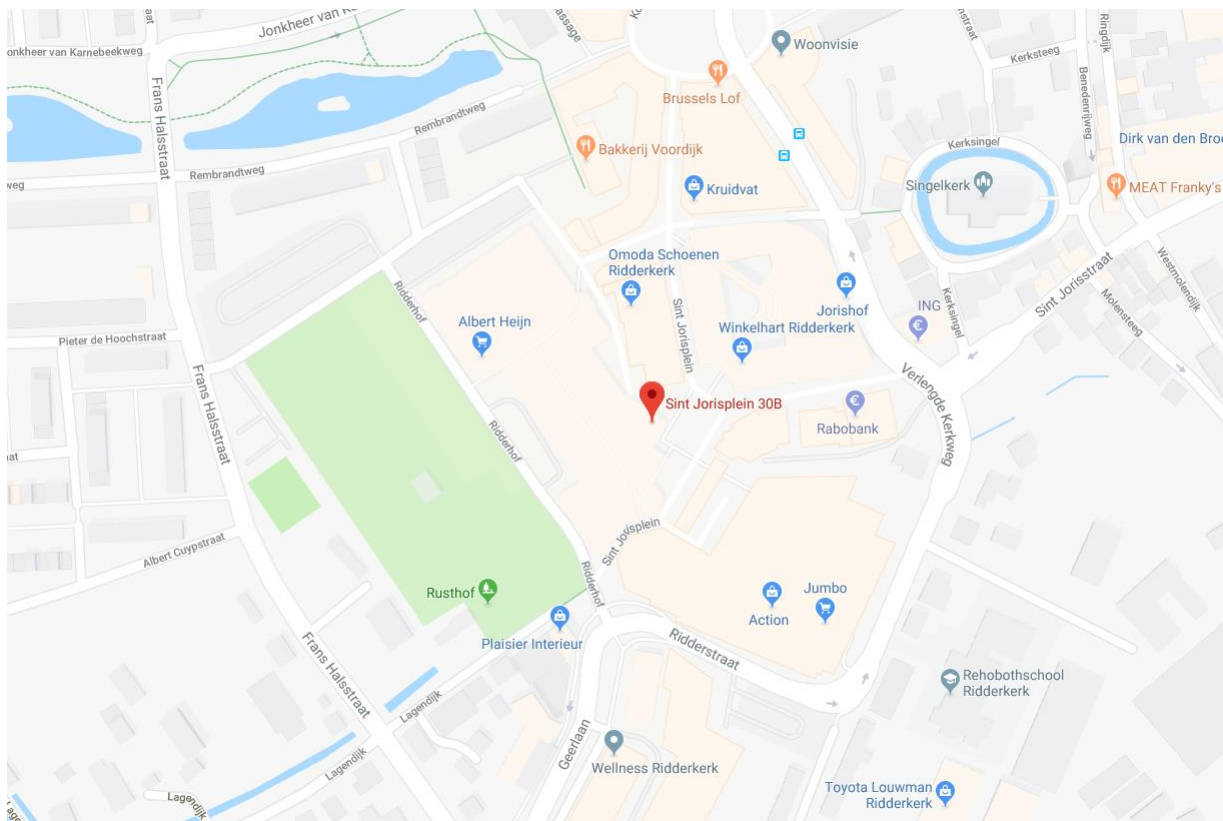 Jonkheer van
onkheer van Karnebeekweg
Frans Halsstraat
Rembrandtweg
Rembrandtweg
weg
Woonvisie
Brussels Lof
Bakkerij Voordijk
Kruidvat
Kerksteeg
Ringdijk
Benedenrijweg
Kerksingel
Singelkerk
Dirk van den Broe
MEAT Franky's
Westmolendijk
Molensteeg
Sint Jorisstraat
Kerksingel
Omoda Schoenen
Ridderkerk
Jorishof
ING
Winkelhart Ridderkerk
Sint Jorisplein
Albert Heijn
Ridderhof
Pieter de Hoochstraat
Frans Halsstraat
Sint Jorisplein 30B
Rabobank
Verlengde Kerkweg
Ridderhof
Sint Jorisplein
Albert Cuypstraat
Rusthof
Ridderhof
Plaisier Interieur
Action
Jumbo
Ridderstraat
Rehobothschool
Ridderkerk
Frans Halsstraat
Lagendijk
Lagendijk
Lagendijk
Geerlaan
Wellness Ridderkerk
Toyota Louwman
Ridderkerk